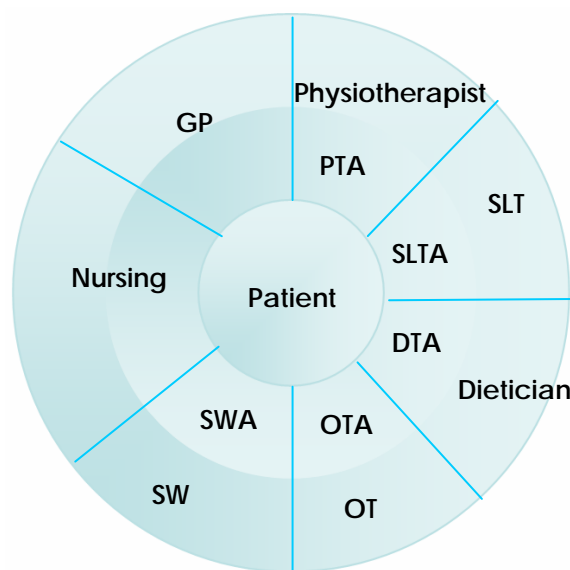 Physiotherapist
GP
PTA
SLT
SLTA
Nursing
Patient
DTA
Dietician
SWA
OTA
SW
OT